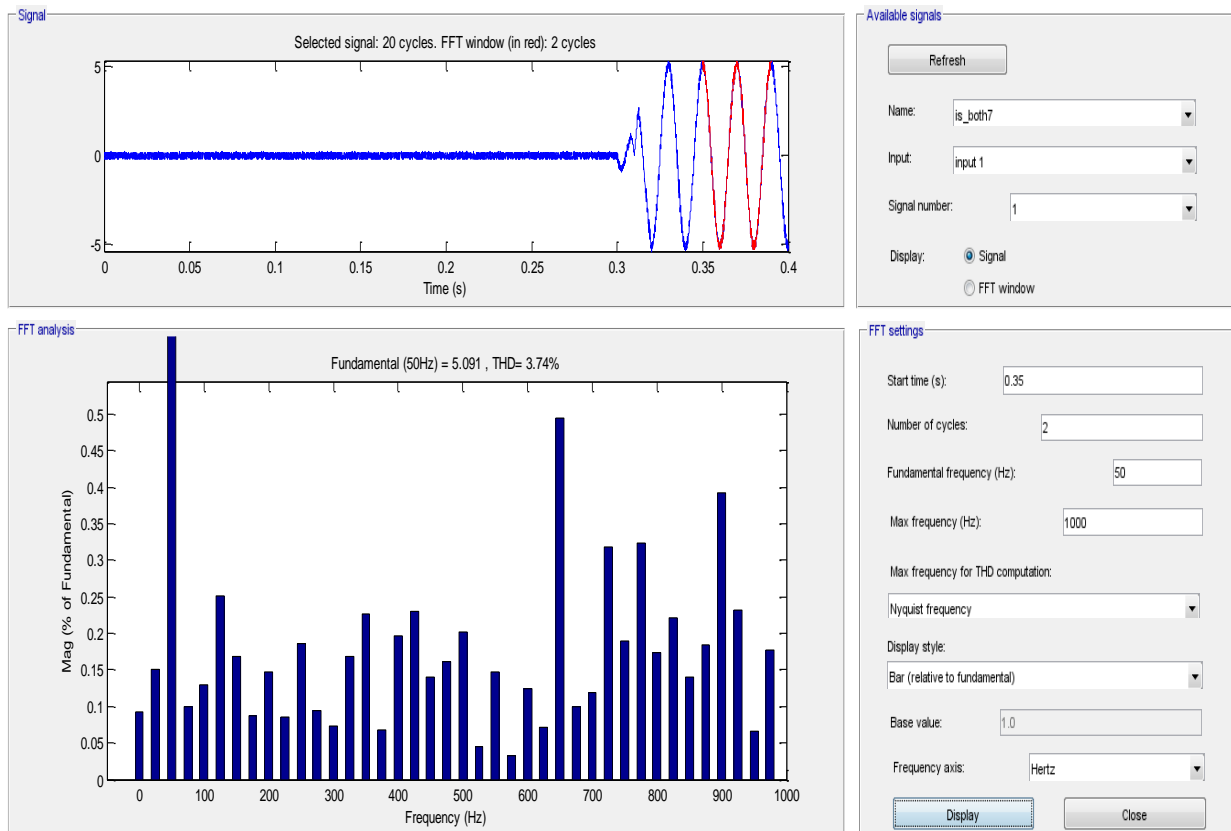 Signal
Selected signal: 20 cycles. FFT window (in red): 2 cycles
5
0
-5
0 0.05 0.1 0.15 0.2 0.25 0.3 0.35 0.4
Time (s)
Available signals
Refresh
Name: is_both7
Input: input 1
Signal number: 1
Display: Signal
FFT window
FFT analysis
Fundamental (50Hz) = 5.091 , THD= 3.74%
Mag (% of Fundamental)
0.5
0.45
0.4
0.35
0.3
0.25
0.2
0.15
0.1
0.05
0
0 100 200 300 400 500 600 700 800 900 1000
Frequency (Hz)
FFT settings
Start time (s): 0.35
Number of cycles: 2
Fundamental frequency (Hz): 50
Max frequency (Hz): 1000
Max frequency for THD computation:
Nyquist frequency
Display style:
Bar (relative to fundamental)
Base value: 1.0
Frequency axis: Hertz
Display Close